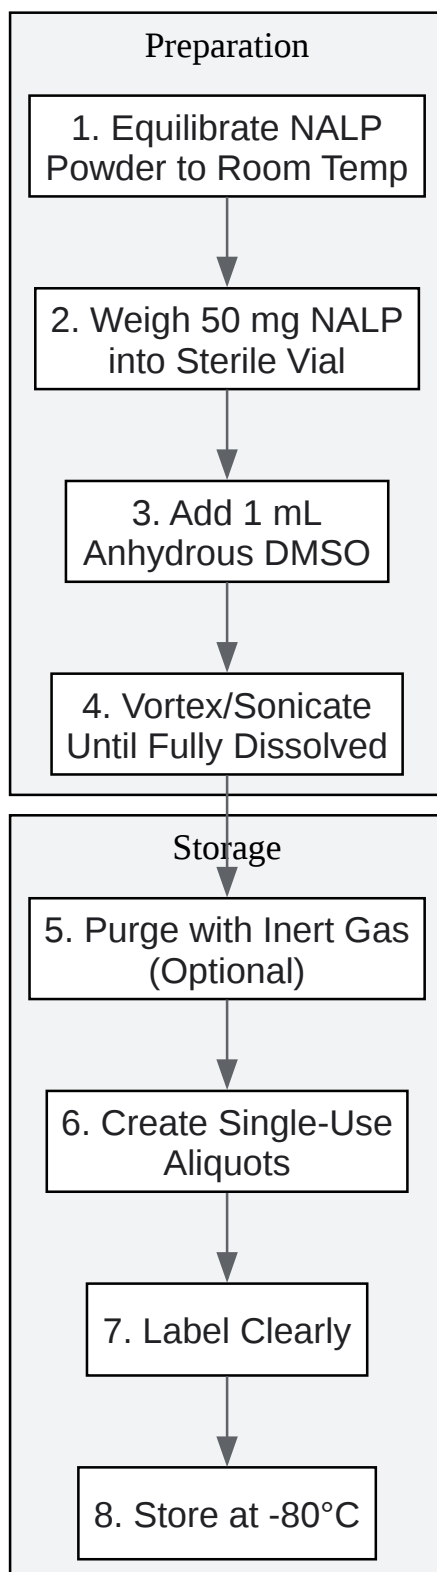 Preparation
1. Equilibrate NALP
Powder to Room Temp
2. Weigh 50 mg NALP
into Sterile Vial
3. Add 1 mL
Anhydrous DMSO
4. Vortex/Sonicate
Until Fully Dissolved
Storage
5. Purge with Inert Gas
(Optional)
6. Create Single-Use
Aliquots
7. Label Clearly
8. Store at -80°C